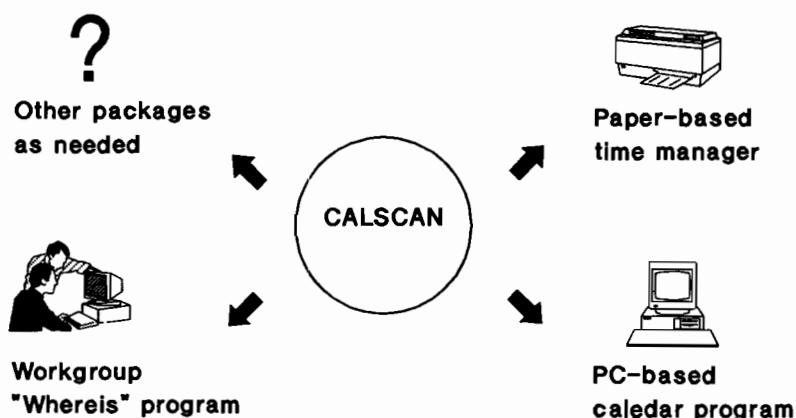 ?
Other packages
as needed
Paper-based
time manager
CALSCAN
Workgroup
"Whereis" program
PC-based
caledar program